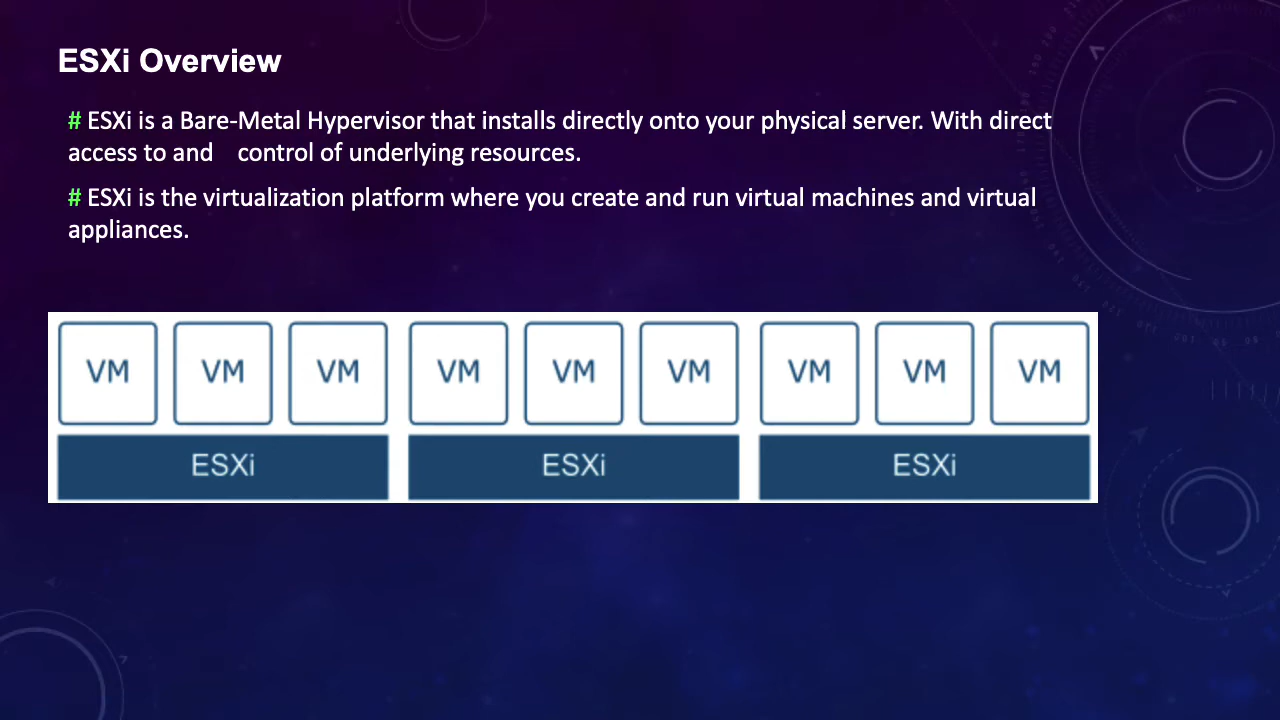 ESXi Overview
# ESXi is a Bare-Metal Hypervisor that installs directly onto your physical server. With direct
access to and    control of underlying resources.
# ESXi is the virtualization platform where you create and run virtual machines and virtual
appliances.
VM VM VM VM VM VM VM VM VM
ESXi ESXi ESXi